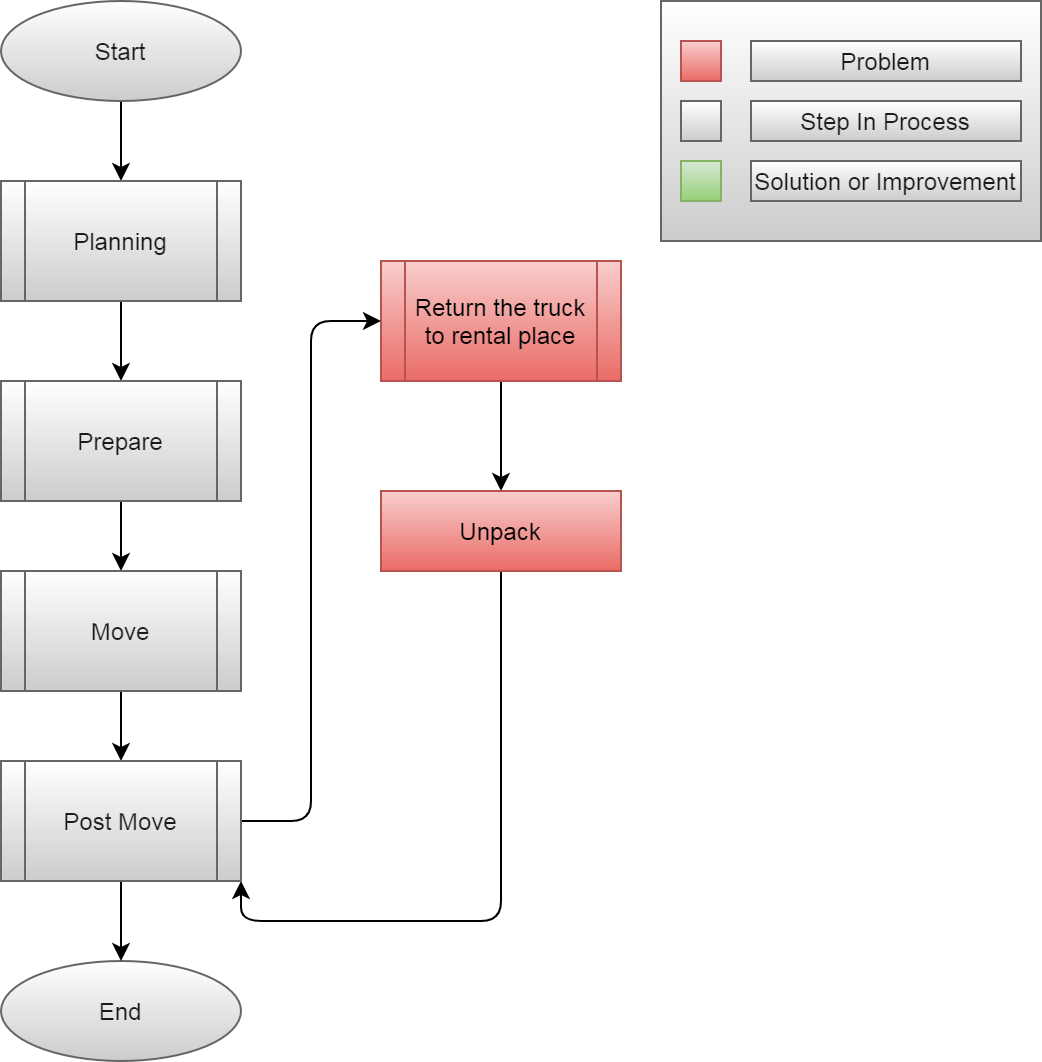 Start
Planning
Prepare
Move
Post Move
End
Return the truck
to rental place
Unpack
Problem
Step In Process
Solution or Improvement